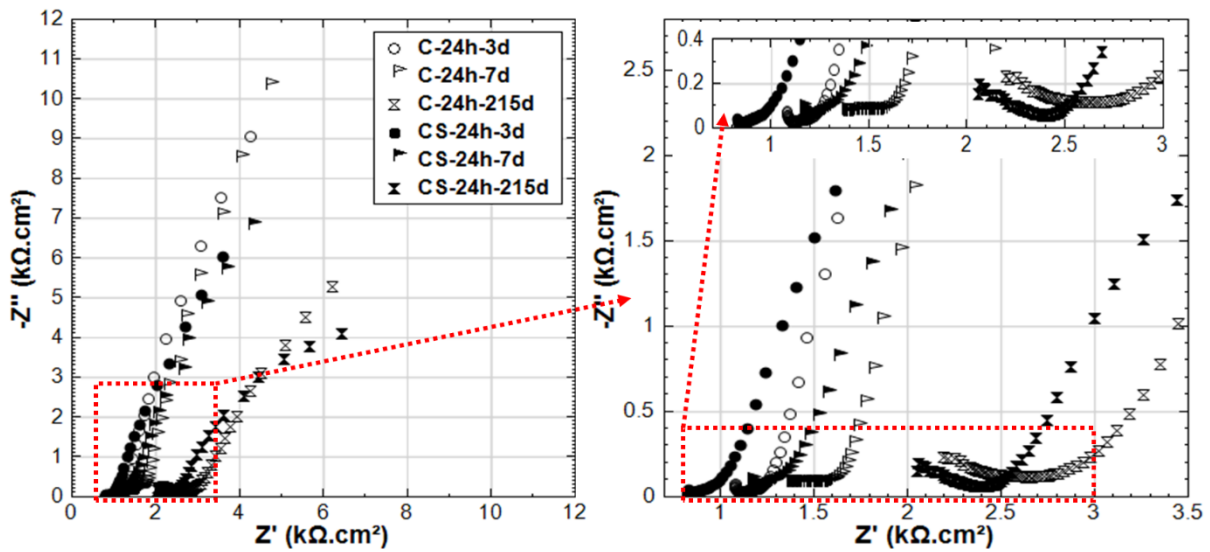 12
11
10
9
8
7
6
5
4
3
2
1
0
-Z'' (kΩ.cm²)
0 2 4 6 8 10 12
Z' (kΩ.cm²)
C-24h-3d
C-24h-7d
C-24h-215d
CS-24h-3d
CS-24h-7d
CS-24h-215d
2.5
2
1.5
1
0.5
0
-Z'' (kΩ.cm²)
1 1.5 2 2.5 3 3.5
Z' (kΩ.cm²)
0.4
0.2
0
1 1.5 2 2.5 3